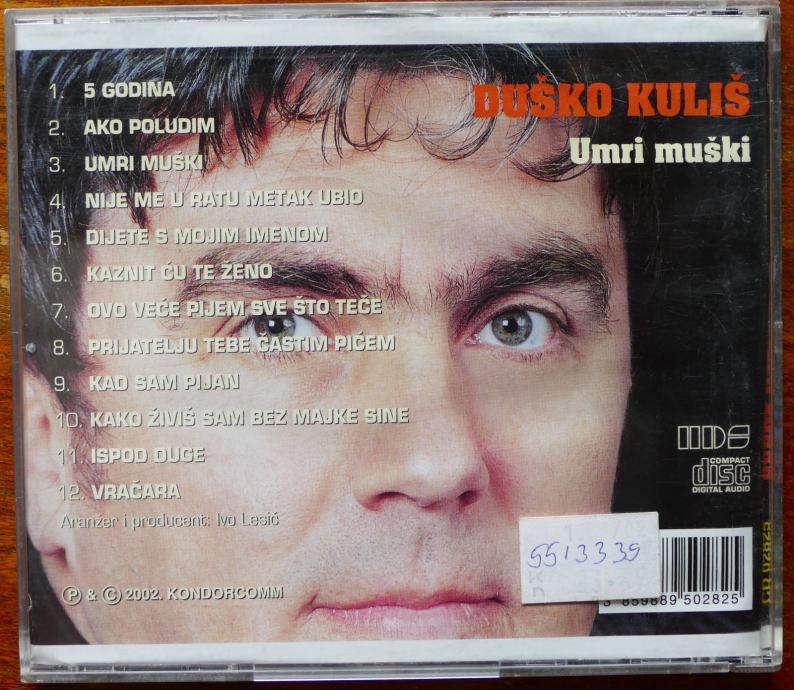 DUŠKO KULIŠ
Umri muški
1. 5 GODINA
2. AKO POLUDIM
3. UMRI MUŠKI
4. NIJE ME U RATU METAK UBIO
5. DIJETE S MOJIM IMENOM
6. KAZNIT ĆU TE ŽENO
7. OVO VEČE PIJEM SVE ŠTO TEČE
8. PRIJATELJU TEBE ČASTIM PIĆEM
9. KAD SAM PIJAN
10. KAKO ŽIVIŠ SAM BEZ MAJKE SINE
11. ISPOD DUGE
12. VRAČARA
Aranžer i producent: Ivo Lesić
℗ & © 2002. KONDORCOMM
MDS
COMPACT
disc
DIGITAL AUDIO
5513339
3 859889 502825
CD 02825